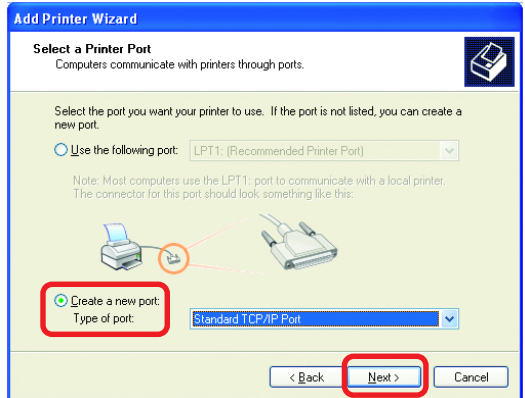 Add Printer Wizard
Select a Printer Port
Computers communicate with printers through ports.
Select the port you want your printer to use. If the port is not listed, you can create a
new port.
Use the following port: LPT1: (Recommended Printer Port)
Note: Most computers use the LPT1: port to communicate with a local printer.
The connector for this port should look something like this:
Create a new port:
Type of port: Standard TCP/IP Port
< Back Next > Cancel